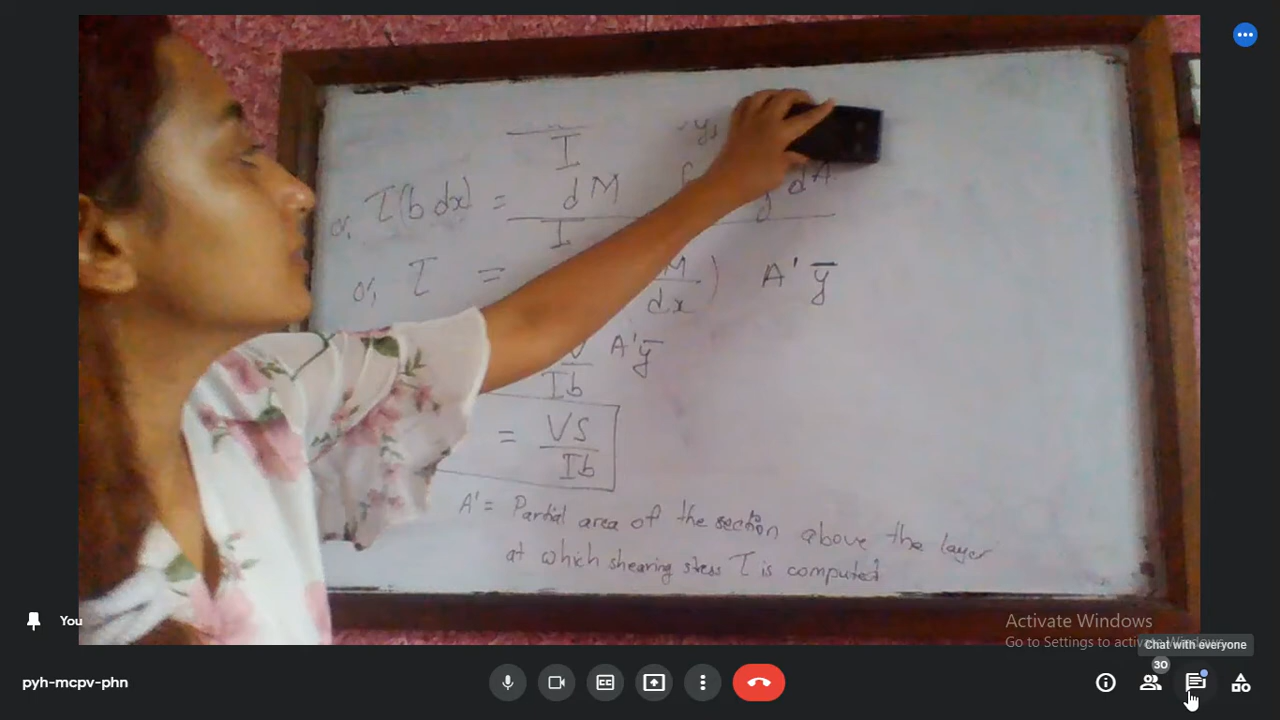 I
τ(b dx) = dM y dA
or, I
or, τ = M dx ) A' ȳ
V Ib A'ȳ
= VS
Ib
A' = Partial area of the section above the layer
at which shearing stress τ is computed
You
Activate Windows
Go to Settings to activate Windows.
Chat with everyone
30
pyh-mcpv-phn
CC